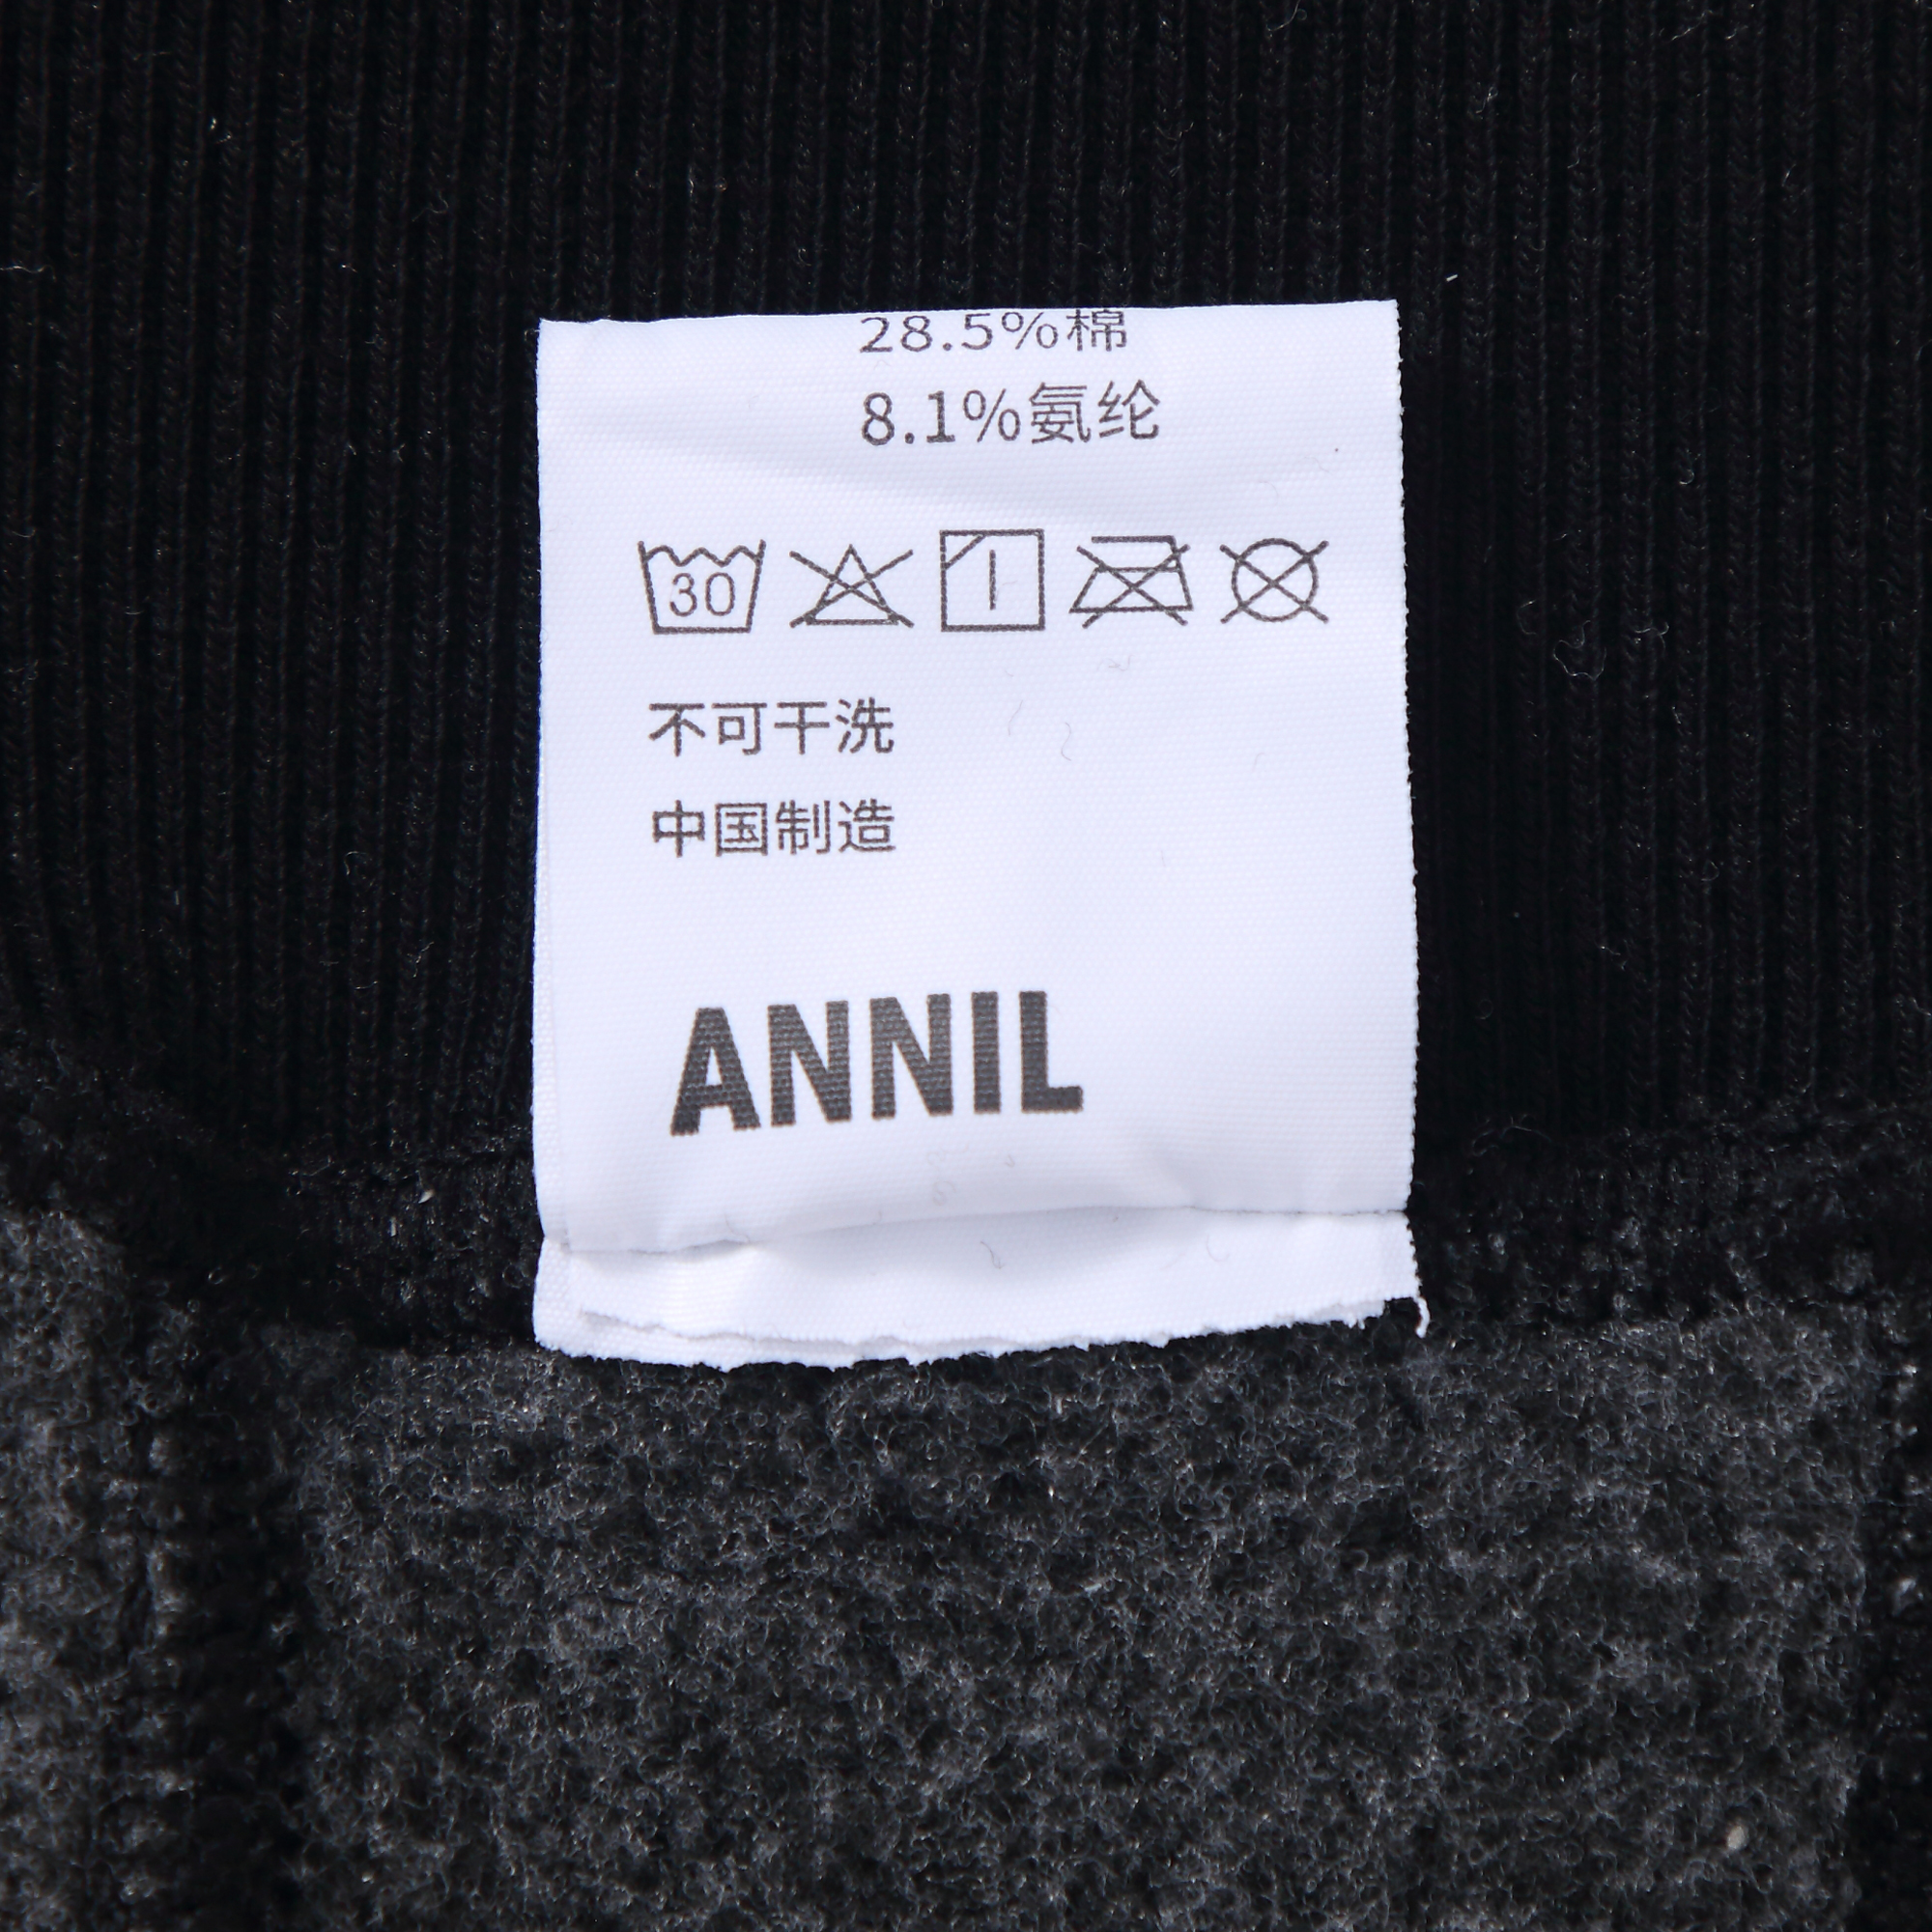 28.5%棉
8.1%氨纶
30
不可干洗
中国制造
ANNIL